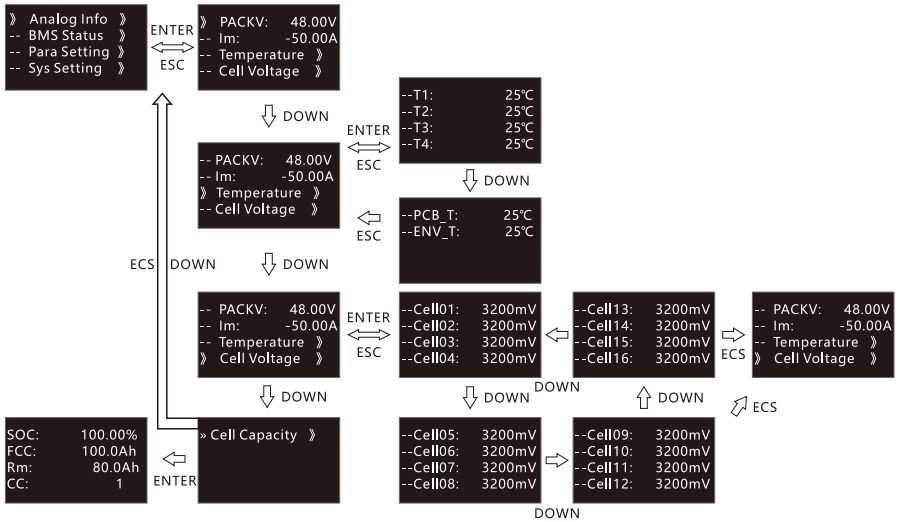 》 Analog Info 》
-- BMS Status 》
-- Para Setting 》
-- Sys Setting 》
ENTER
ESC
》 PACKV: 48.00V
-- Im: -50.00A
-- Temperature 》
-- Cell Voltage 》
DOWN
-- PACKV: 48.00V
-- Im: -50.00A
》 Temperature 》
-- Cell Voltage 》
ENTER
ESC
--T1: 25℃
--T2: 25℃
--T3: 25℃
--T4: 25℃
DOWN
--PCB_T: 25℃
--ENV_T: 25℃
ESC
ECS DOWN
DOWN
-- PACKV: 48.00V
-- Im: -50.00A
-- Temperature 》
》 Cell Voltage 》
ENTER
ESC
--Cell01: 3200mV
--Cell02: 3200mV
--Cell03: 3200mV
--Cell04: 3200mV
--Cell13: 3200mV
--Cell14: 3200mV
--Cell15: 3200mV
--Cell16: 3200mV
ECS
-- PACKV: 48.00V
-- Im: -50.00A
-- Temperature 》
》 Cell Voltage 》
DOWN
DOWN
DOWN
DOWN
ECS
SOC: 100.00%
FCC: 100.0Ah
Rm: 80.0Ah
CC: 1
ENTER
» Cell Capacity 》
--Cell05: 3200mV
--Cell06: 3200mV
--Cell07: 3200mV
--Cell08: 3200mV
--Cell09: 3200mV
--Cell10: 3200mV
--Cell11: 3200mV
--Cell12: 3200mV
DOWN